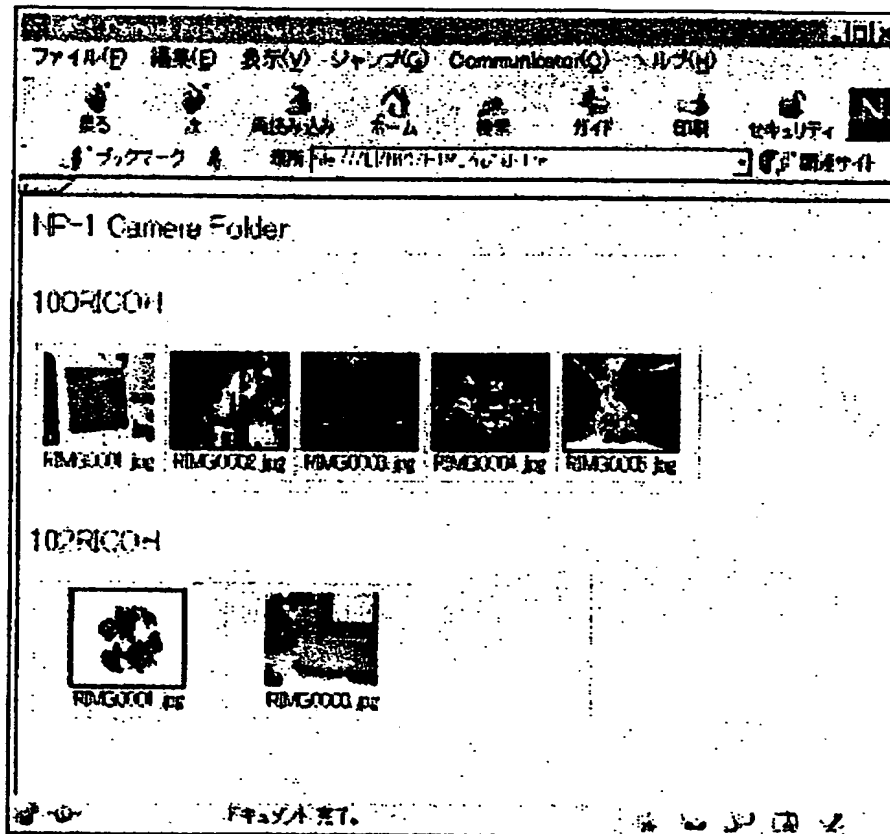 ファイル(F) 編集(E) 表示(V) ジャンプ(G) Communicator(C) ヘルプ(H)
戻る 次 再読み込み ホーム 検索 ガイド 印刷 セキュリティ N
ブックマーク 場所: 関連サイト
NP-1 Camera Folder
100RICOH
RIMG0001.jpg RIMG0002.jpg RIMG0003.jpg RIMG0004.jpg RIMG0005.jpg
102RICOH
RIMG0001.jpg
ドキュメント 完了。